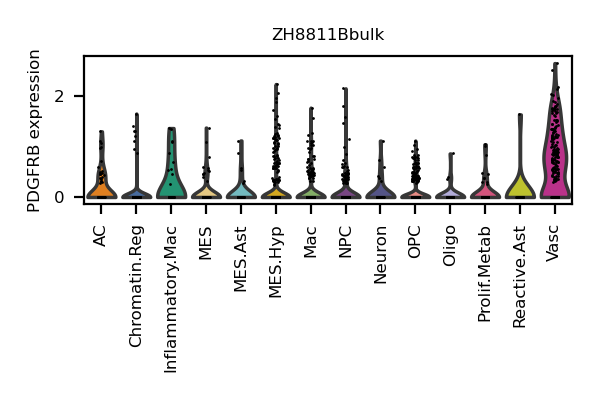 ZH8811Bbulk
PDGFRB expression
2
0
AC
Chromatin.Reg
Inflammatory.Mac
MES
MES.Ast
MES.Hyp
Mac
NPC
Neuron
OPC
Oligo
Prolif.Metab
Reactive.Ast
Vasc